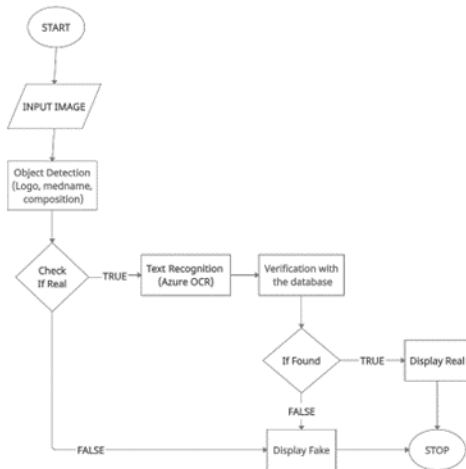 START
INPUT IMAGE
Object Detection
(Logo, medname,
composition)
Check
If Real
TRUE
Text Recognition
(Azure OCR)
Verification with
the database
If Found
TRUE
Display Real
FALSE
FALSE
Display Fake
STOP